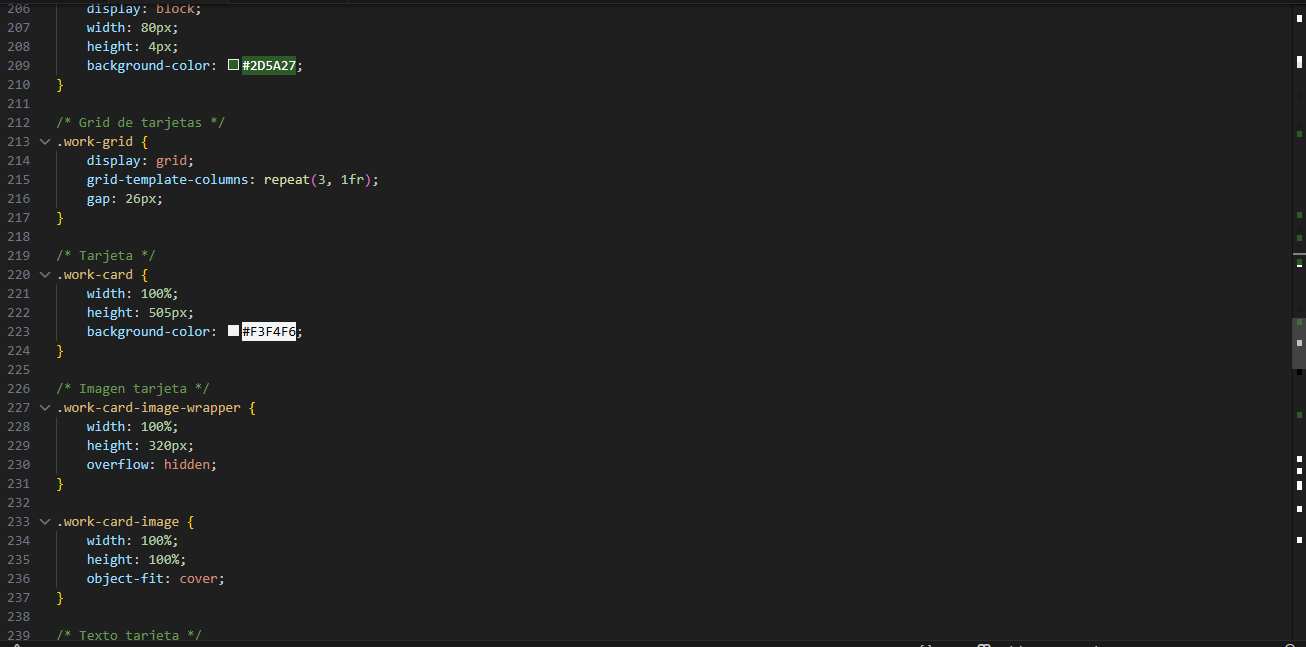 206 display: block;
207 width: 80px;
208 height: 4px;
209 background-color: #2D5A27;
210 }
211
212 /* Grid de tarjetas */
213 .work-grid {
214 display: grid;
215 grid-template-columns: repeat(3, 1fr);
216 gap: 26px;
217 }
218
219 /* Tarjeta */
220 .work-card {
221 width: 100%;
222 height: 505px;
223 background-color: #F3F4F6;
224 }
225
226 /* Imagen tarjeta */
227 .work-card-image-wrapper {
228 width: 100%;
229 height: 320px;
230 overflow: hidden;
231 }
232
233 .work-card-image {
234 width: 100%;
235 height: 100%;
236 object-fit: cover;
237 }
238
239 /* Texto tarjeta */